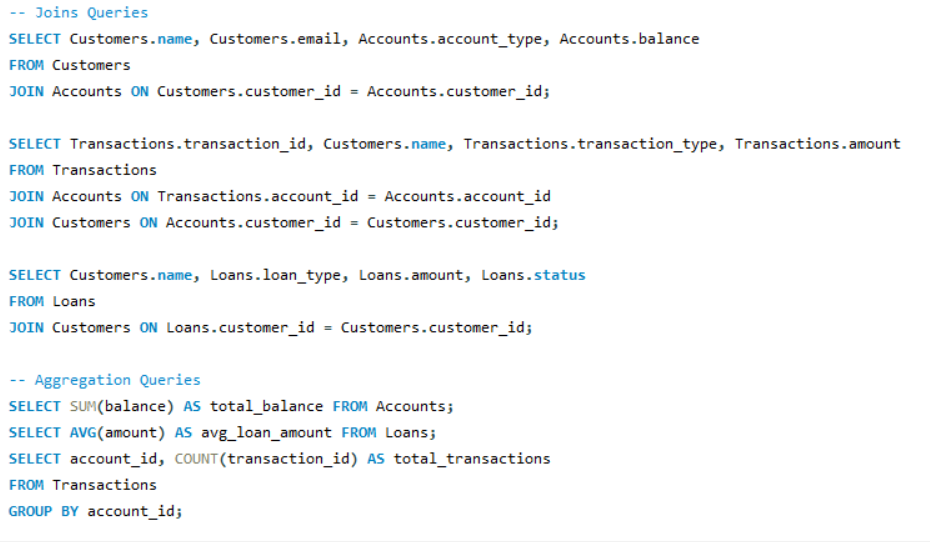 -- Joins Queries
SELECT Customers.name, Customers.email, Accounts.account_type, Accounts.balance
FROM Customers
JOIN Accounts ON Customers.customer_id = Accounts.customer_id;
SELECT Transactions.transaction_id, Customers.name, Transactions.transaction_type, Transactions.amount
FROM Transactions
JOIN Accounts ON Transactions.account_id = Accounts.account_id
JOIN Customers ON Accounts.customer_id = Customers.customer_id;
SELECT Customers.name, Loans.loan_type, Loans.amount, Loans.status
FROM Loans
JOIN Customers ON Loans.customer_id = Customers.customer_id;
-- Aggregation Queries
SELECT SUM(balance) AS total_balance FROM Accounts;
SELECT AVG(amount) AS avg_loan_amount FROM Loans;
SELECT account_id, COUNT(transaction_id) AS total_transactions
FROM Transactions
GROUP BY account_id;